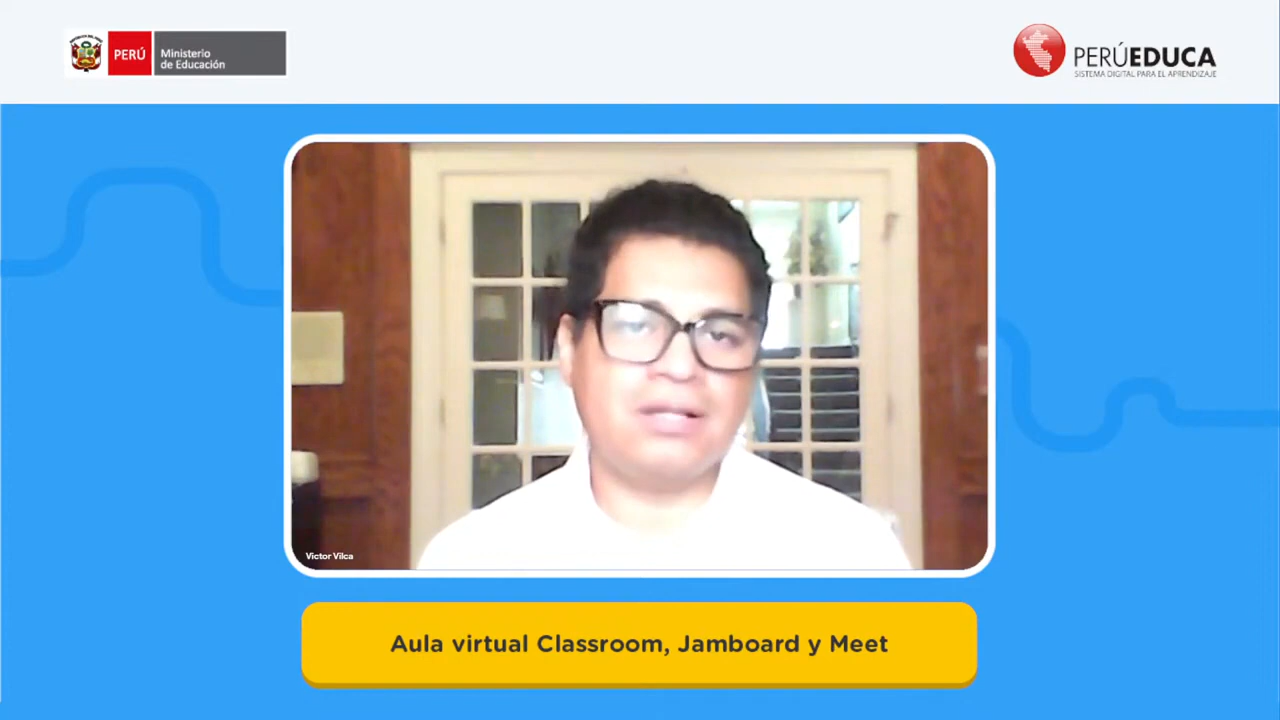 PERÚ
Ministerio
de Educación
PERÚEDUCA
SISTEMA DIGITAL PARA EL APRENDIZAJE
Victor Vilca
Aula virtual Classroom, Jamboard y Meet